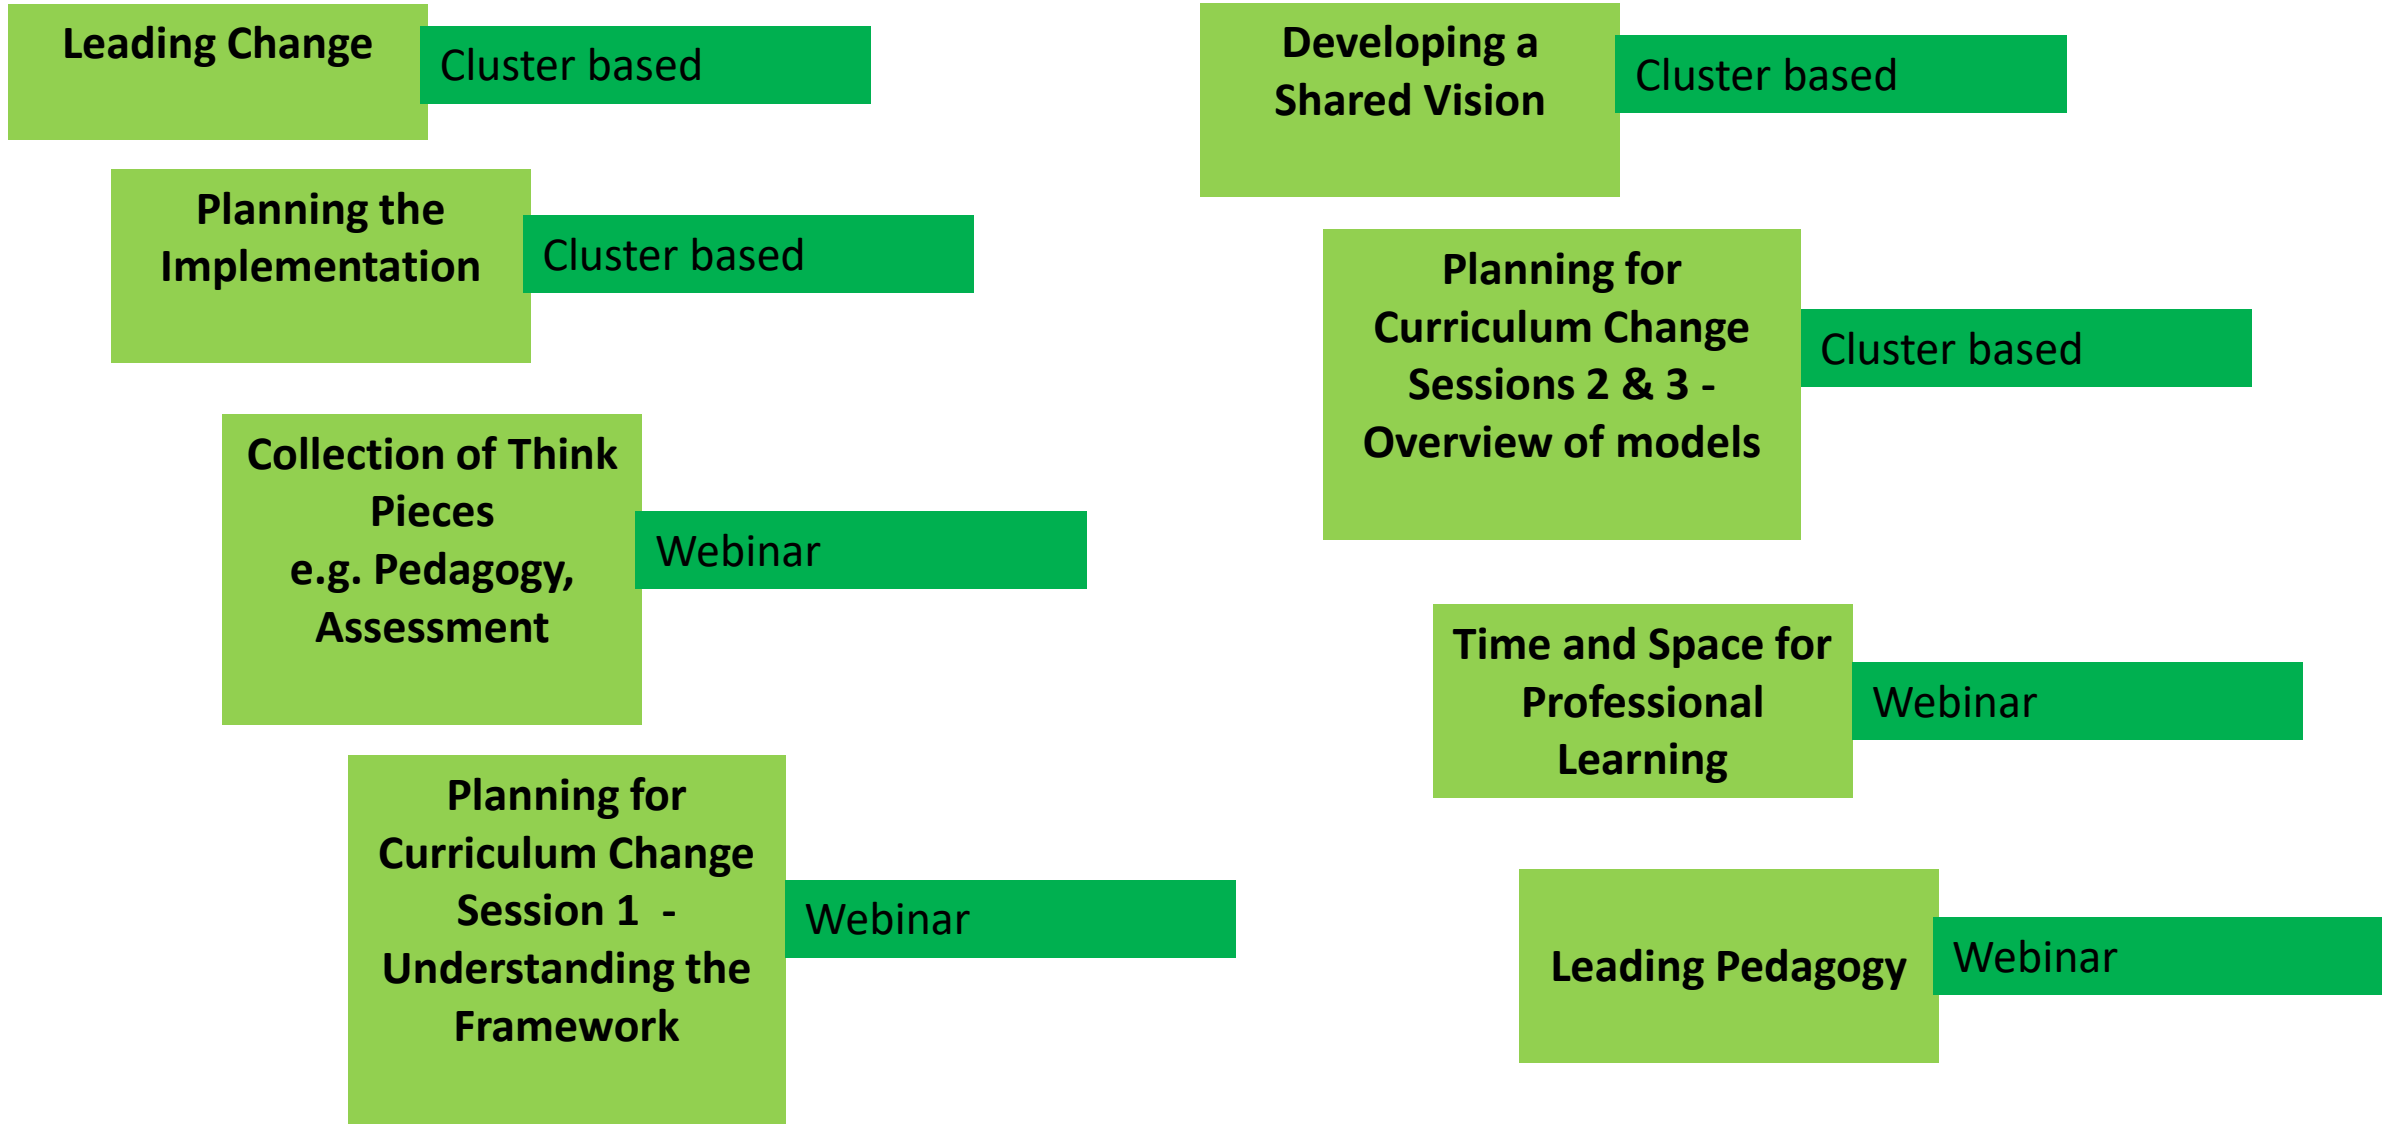 Leading Change
Cluster based
Planning the
Implementation
Cluster based
Collection of Think
Pieces
e.g. Pedagogy,
Assessment
Webinar
Planning for
Curriculum Change
Session 1 -
Understanding the
Framework
Webinar
Developing a
Shared Vision
Cluster based
Planning for
Curriculum Change
Sessions 2 & 3 -
Overview of models
Cluster based
Time and Space for
Professional
Learning
Webinar
Leading Pedagogy
Webinar